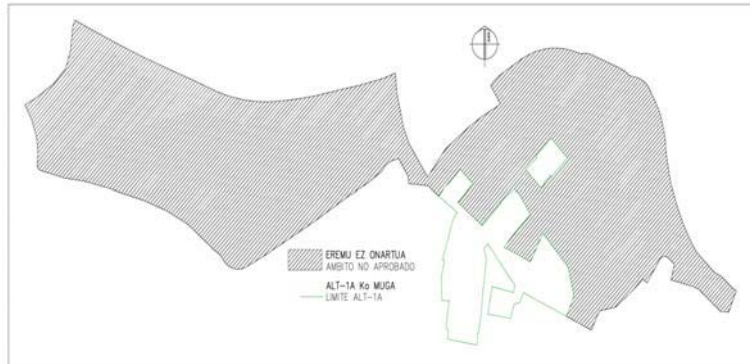 EREMU EZ ONARTUA
AMBITO NO APROBADO
ALT-1A Ko MUGA
LIMITE ALT-1A